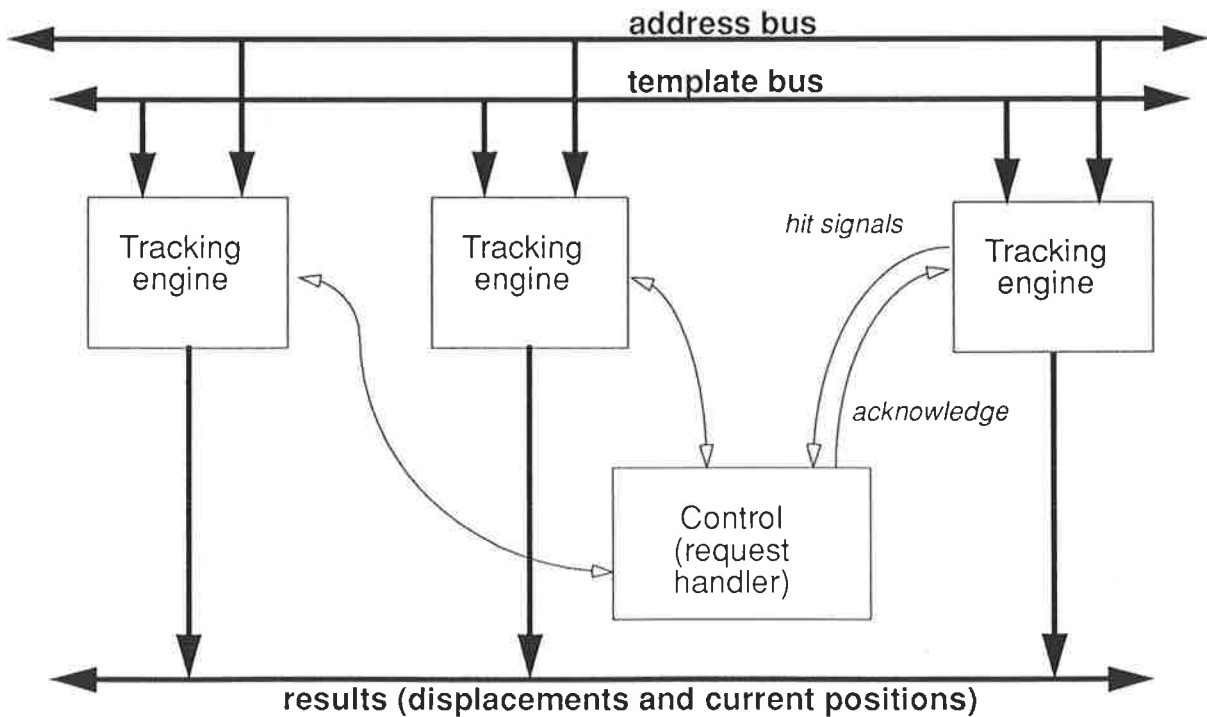 address bus
template bus
Tracking
engine
Tracking
engine
hit signals
Tracking
engine
acknowledge
Control
(request
handler)
results (displacements and current positions)